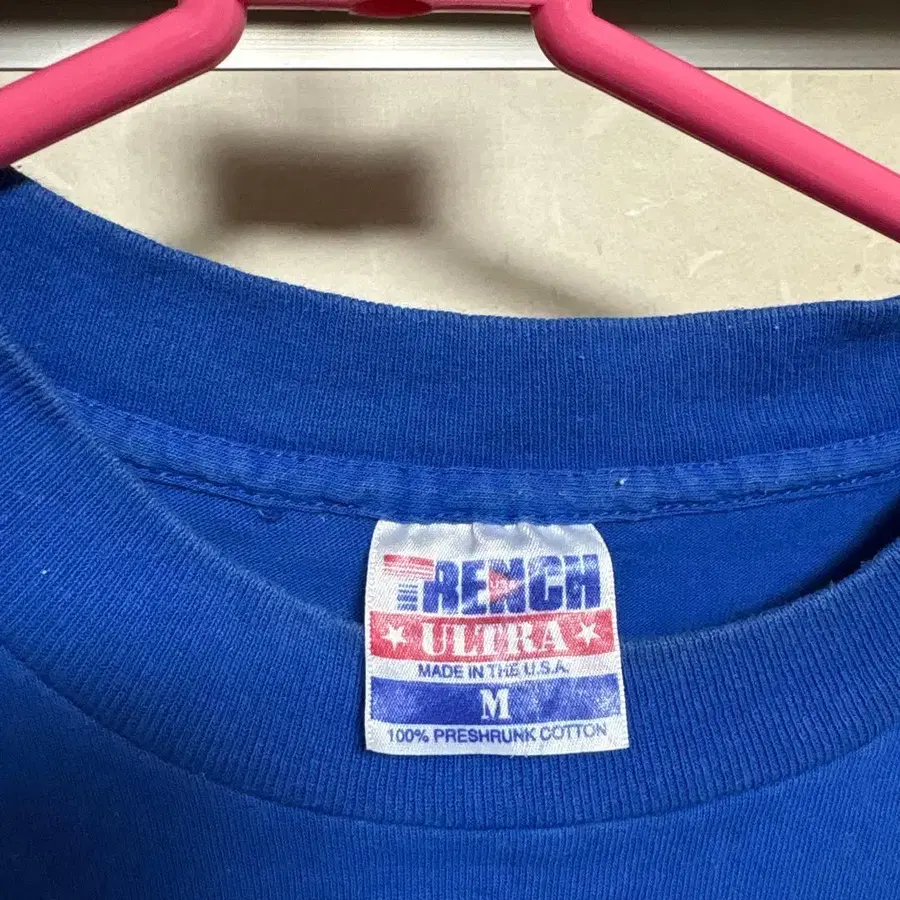 TRENCH
★ ULTRA ★
MADE IN THE U.S.A.
M
100% PRESHRUNK COTTON